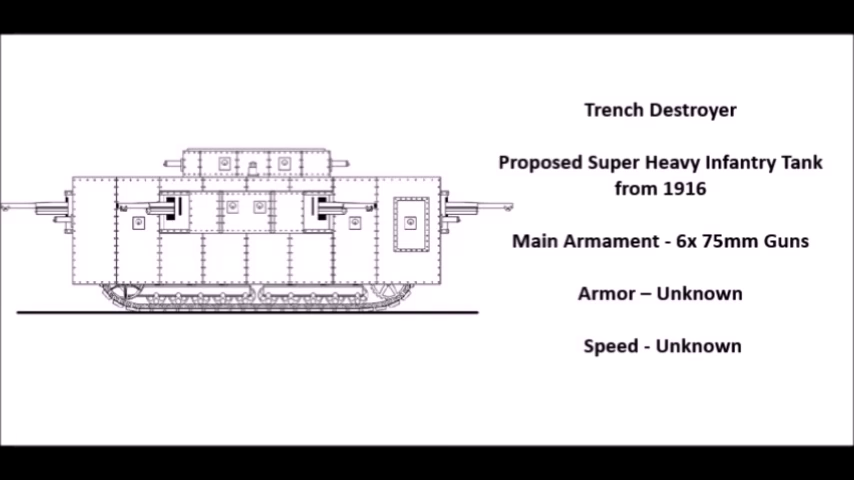 Trench Destroyer
Proposed Super Heavy Infantry Tank
from 1916
Main Armament - 6x 75mm Guns
Armor – Unknown
Speed - Unknown